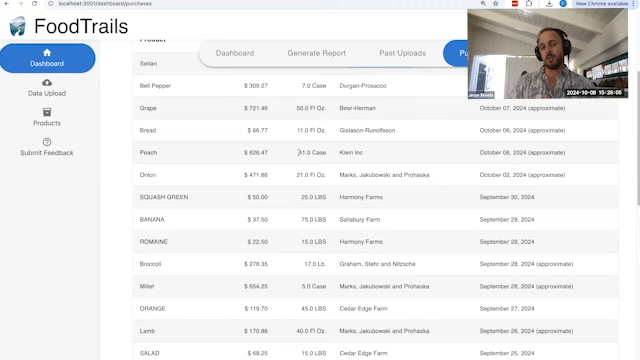 localhost:3001/dashboard/purchases
New Chrome available
FoodTrails
Dashboard
Data Upload
Products
Submit Feedback
Dashboard Generate Report Past Uploads
Product
Seitan
Bell Pepper $ 309.27 7.0 Case Durgan-Prosacco
Grape $ 721.46 50.0 Fl Oz. Beer-Herman October 07, 2024 (approximate)
Bread $ 66.77 11.0 Fl Oz. Gislason-Runolfsson October 06, 2024 (approximate)
Peach $ 626.47 41.0 Case Klein Inc October 06, 2024 (approximate)
Onion $ 471.86 21.0 Fl Oz. Marks, Jakubowski and Prohaska October 02, 2024 (approximate)
SQUASH GREEN $ 50.00 25.0 LBS Harmony Farms September 30, 2024
BANANA $ 37.50 75.0 LBS Salisbury Farm September 29, 2024
ROMAINE $ 22.50 15.0 LBS Harmony Farms September 29, 2024
Broccoli $ 278.35 17.0 Lb. Graham, Stehr and Nitzsche September 28, 2024 (approximate)
Millet $ 654.25 5.0 Case Marks, Jakubowski and Prohaska September 28, 2024 (approximate)
ORANGE $ 119.70 45.0 LBS Cedar Edge Farm September 27, 2024
Lamb $ 170.86 40.0 Fl Oz. Marks, Jakubowski and Prohaska September 26, 2024 (approximate)
SALAD $ 68.25 15.0 LBS Cedar Edge Farm September 25, 2024
2024-10-08 15:28:05